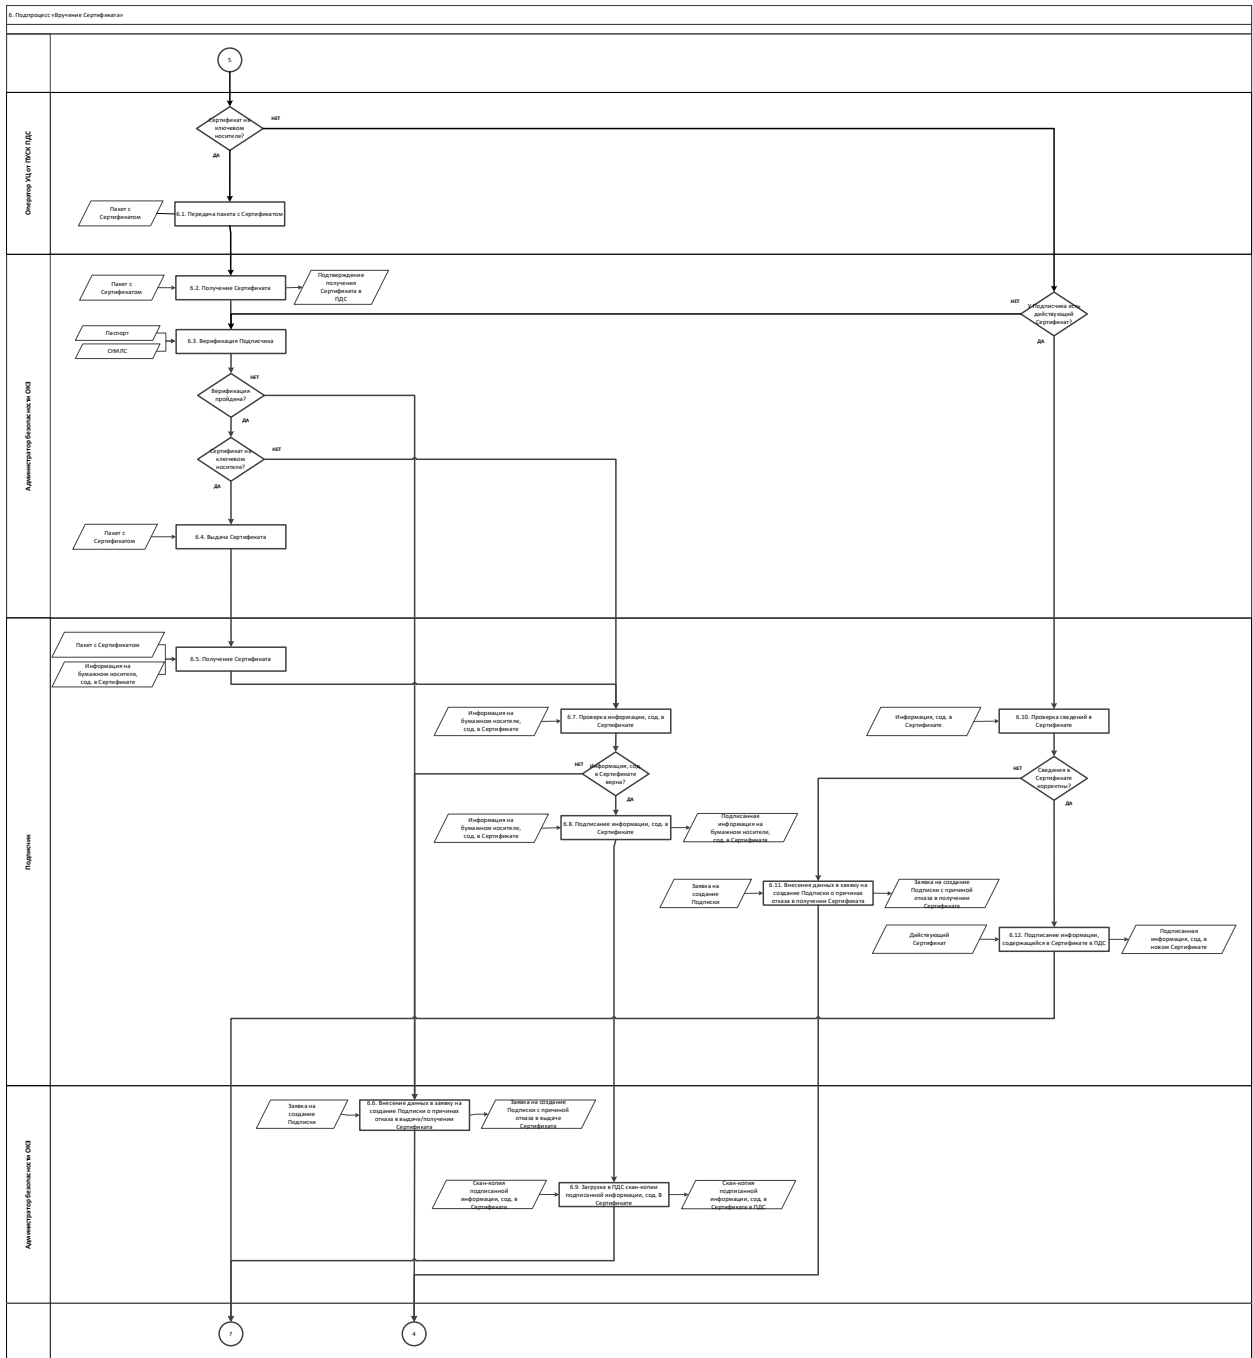 6. Подпроцесс «Вручение Сертификата»
5
Оператор УЦ от ПУСК ПДС
Сертификат на
ключевом
носителе?
НЕТ
ДА
Пакет с
Сертификатом
6.1. Передача пакета с Сертификатом
Администратор безопасности ОКЗ
Пакет с
Сертификатом
6.2. Получение Сертификата
Подтверждение
получения
Сертификата в
ПДС
У Подписчика есть
действующий
Сертификат?
НЕТ
ДА
Паспорт
СНИЛС
6.3. Верификация Подписчика
Верификация
пройдена?
НЕТ
ДА
Сертификат на
ключевом
носителе?
НЕТ
ДА
Пакет с
Сертификатом
6.4. Выдача Сертификата
Подписчик
Пакет с Сертификатом
Информация на
бумажном носителе,
сод. в Сертификате
6.5. Получение Сертификата
Информация на
бумажном носителе,
сод. в Сертификате
6.7. Проверка информации, сод. в
Сертификате
Информация, сод. в
Сертификате
6.10. Проверка сведений в
Сертификате
НЕТ
Информация, сод.
в Сертификате
верна?
ДА
НЕТ
Сведения в
Сертификате
корректны?
ДА
Информация на
бумажном носителе,
сод. в Сертификате
6.8. Подписание информации, сод. в
Сертификате
Подписанная
информация на
бумажном носителе,
сод. в Сертификате
Заявка на
создание
Подписки
6.11. Внесение данных в заявку на
создание Подписки о причинах
отказа в получении Сертификата
Заявка на создание
Подписки с причиной
отказа в получении
Сертификата
Действующий
Сертификат
6.12. Подписание информации,
содержащейся в Сертификате в ПДС
Подписанная
информация, сод. в
новом Сертификате
Администратор безопасности ОКЗ
Заявка на
создание
Подписки
6.6. Внесение данных в заявку на
создание Подписки о причинах
отказа в выдаче/получении
Сертификата
Заявка на создание
Подписки с причиной
отказа в выдаче
Сертификата
Скан-копия
подписанной
информации, сод. в
Сертификате
6.9. Загрузка в ПДС скан-копии
подписанной информации, сод. В
Сертификате
Скан-копия
подписанной
информации, сод. в
Сертификате в ПДС
7
4